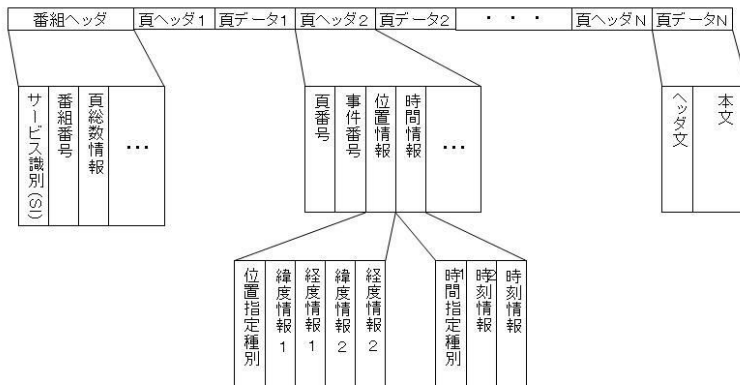 番組ヘッダ
頁ヘッダ1
頁データ1
頁ヘッダ2
頁データ2
・・・
頁ヘッダN
頁データN
サービス識別(SI)
番組番号
頁総数情報
…
頁番号
事件番号
位置情報
時間情報
…
ヘッダ文
本文
位置指定種別
緯度情報1
経度情報1
緯度情報2
経度情報2
時間指定種別
1
時刻情報
2
時刻情報